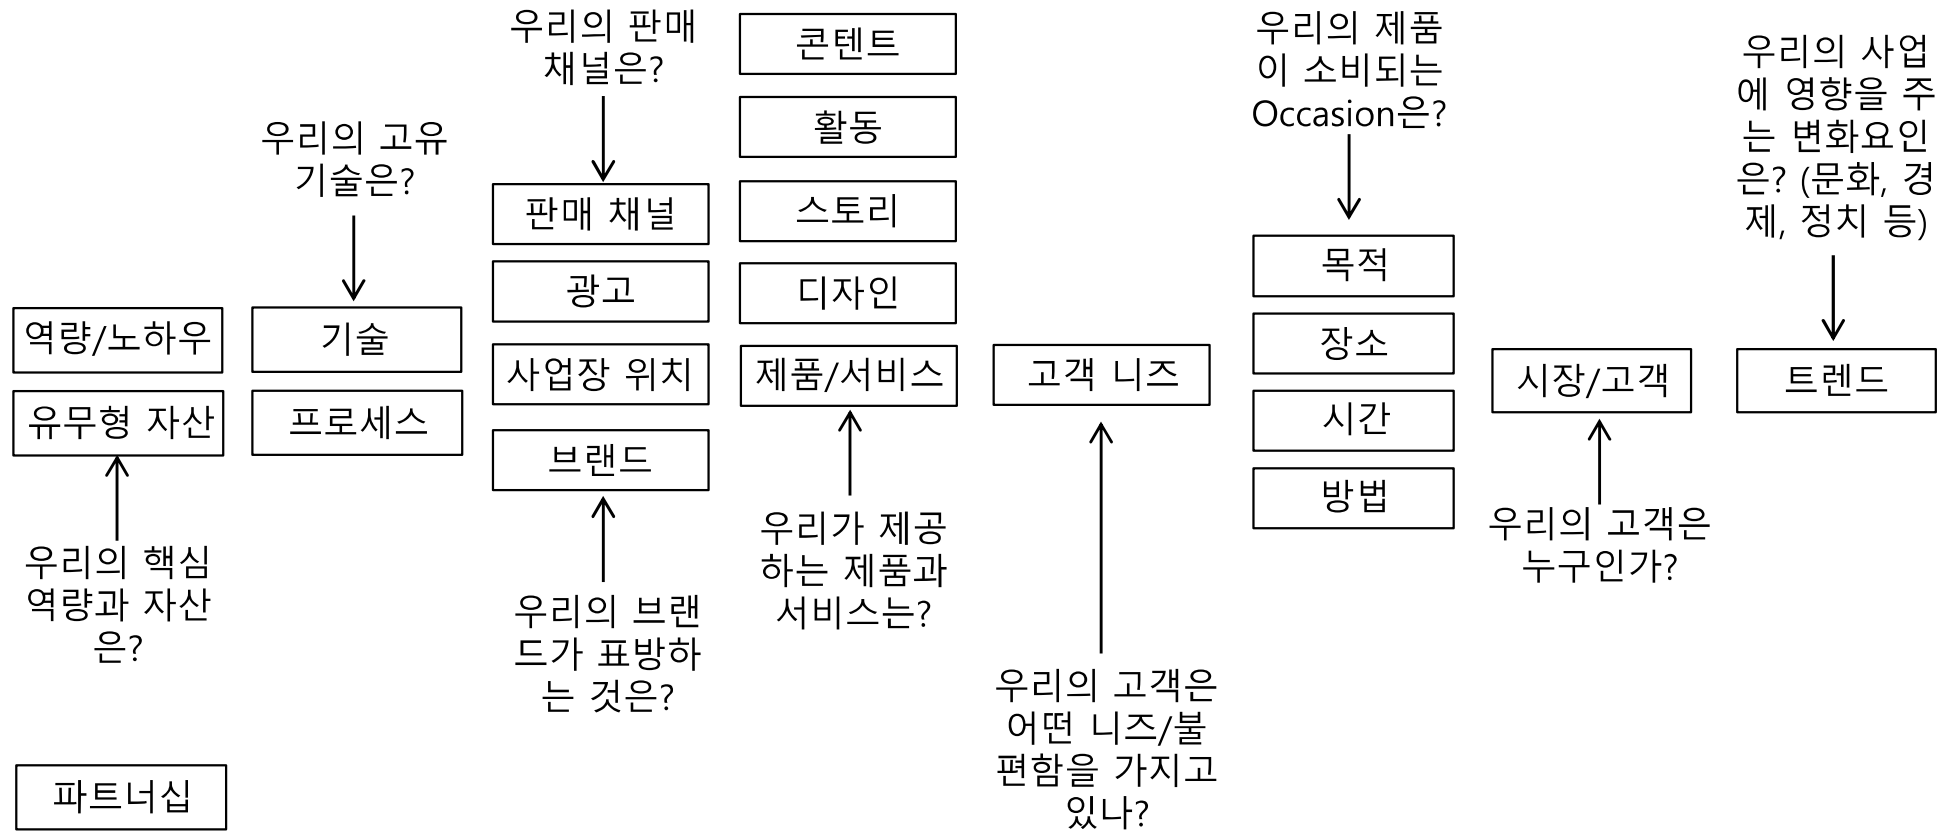 우리의 핵심
역량과 자산
은?
역량/노하우
유무형 자산
파트너십
우리의 고유
기술은?
기술
프로세스
우리의 판매
채널은?
판매 채널
광고
사업장 위치
브랜드
우리의 브랜
드가 표방하
는 것은?
콘텐트
활동
스토리
디자인
제품/서비스
우리가 제공
하는 제품과
서비스는?
고객 니즈
우리의 고객은
어떤 니즈/불
편함을 가지고
있나?
우리의 제품
이 소비되는
Occasion은?
목적
장소
시간
방법
시장/고객
우리의 고객은
누구인가?
우리의 사업
에 영향을 주
는 변화요인
은? (문화, 경
제, 정치 등)
트렌드